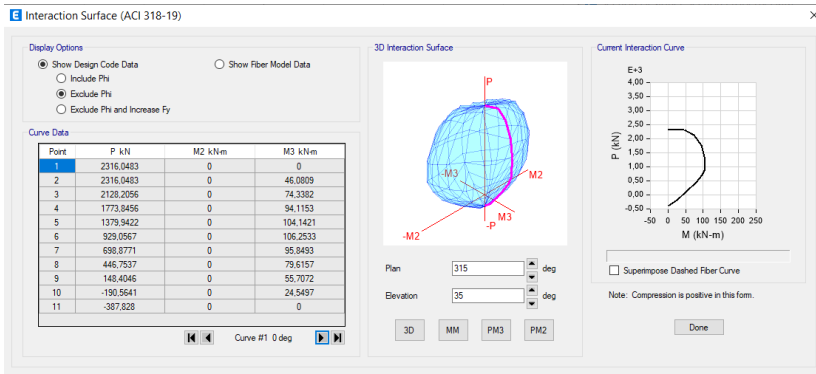 E Interaction Surface (ACI 318-19)
Display Options
Show Design Code Data
Show Fiber Model Data
Include Phi
Exclude Phi
Exclude Phi and Increase Fy
Curve Data
Point P kN M2 kN-m M3 kN-m
1 2316,0483 0 0
2 2316,0483 0 46,0809
3 2128,2056 0 74,3382
4 1773,8456 0 94,1153
5 1379,9422 0 104,1421
6 929,0567 0 106,2533
7 698,8771 0 95,8493
8 446,7537 0 79,6157
9 148,4046 0 55,7072
10 -190,5641 0 24,5497
11 -387,828 0 0
Curve #1 0 deg
3D Interaction Surface
P
-M3
M2
M3
-P
-M2
Plan 315 deg
Elevation 35 deg
3D MM PM3 PM2
Current Interaction Curve
E+3
4,00
3,50
3,00
2,50
2,00
1,50
1,00
0,50
0,00
-0,50
P (kN)
-50 0 50 100 150 200 250
M (kN-m)
Superimpose Dashed Fiber Curve
Note: Compression is positive in this form.
Done